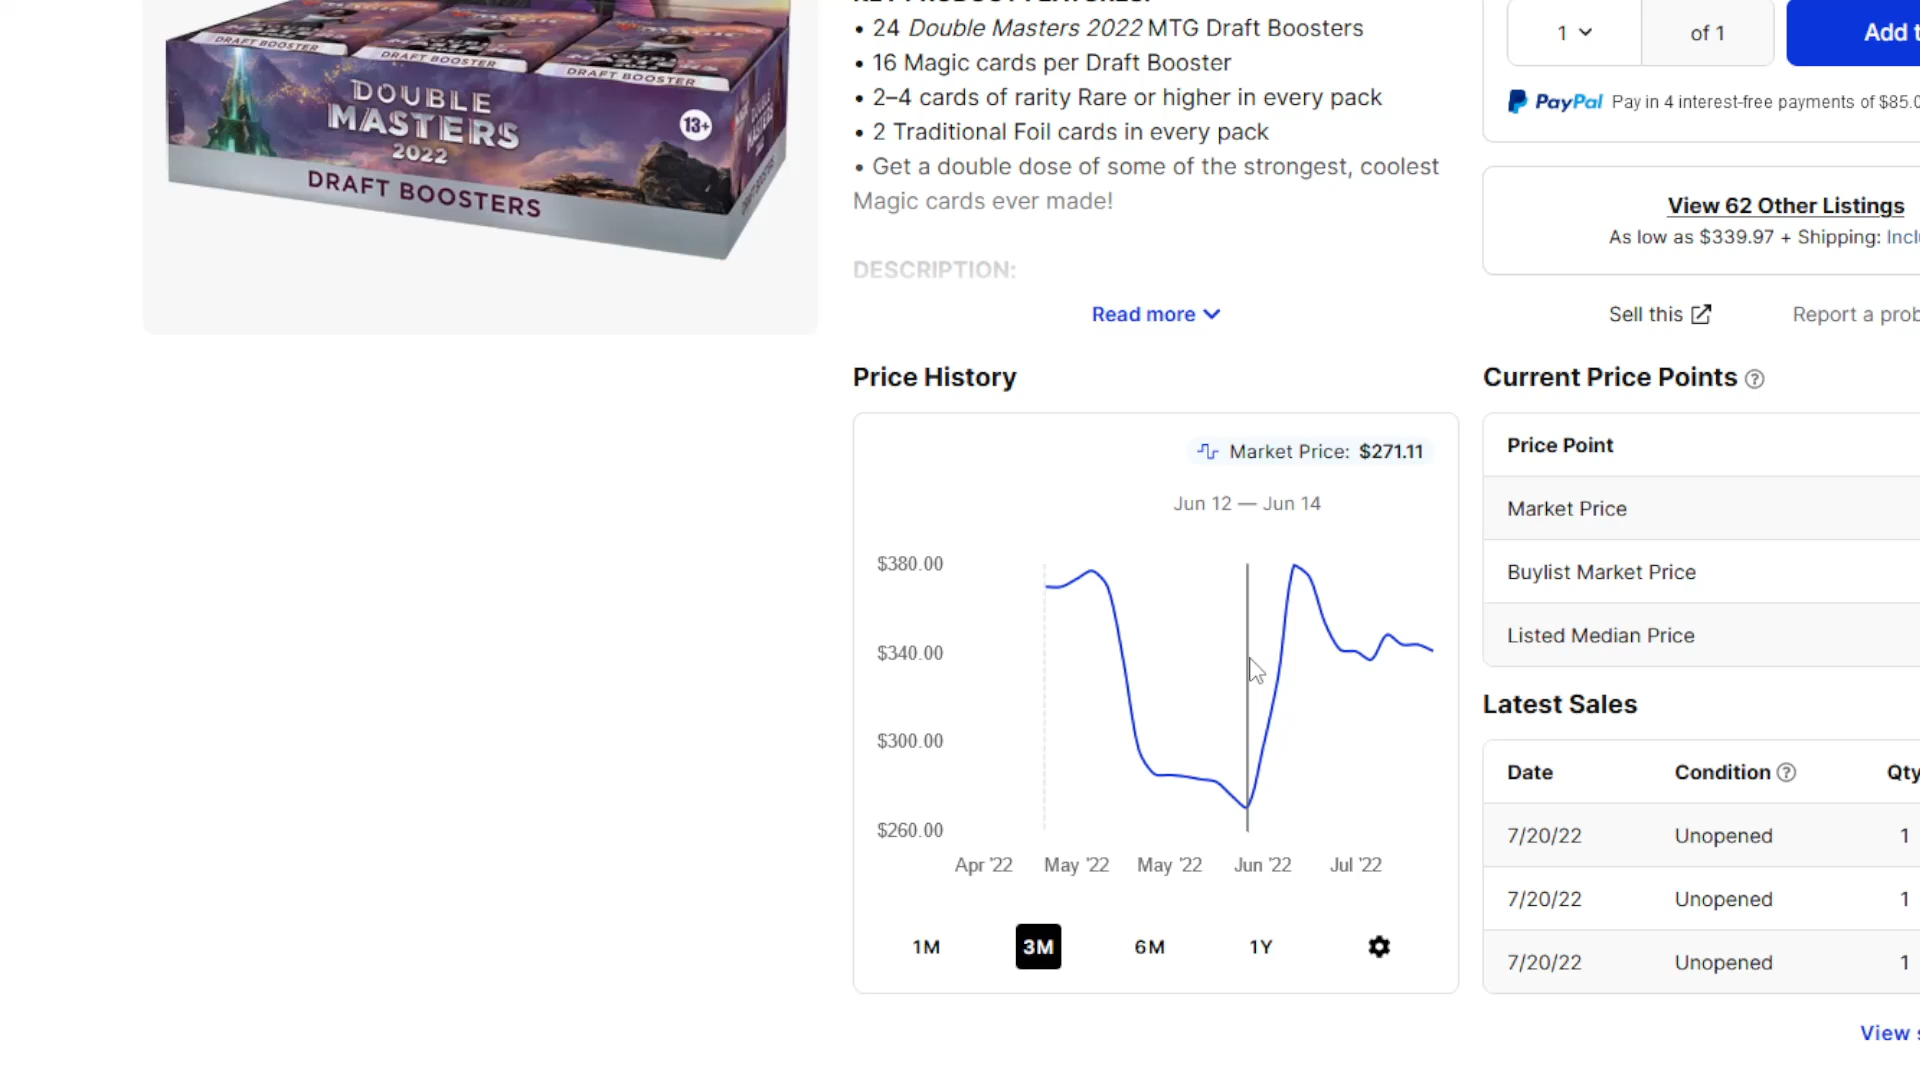 DRAFT BOOSTER
DRAFT BOOSTER
DRAFT BOOSTER
DOUBLE
MASTERS
2022
13+
DRAFT BOOSTERS
• 24 Double Masters 2022 MTG Draft Boosters
• 16 Magic cards per Draft Booster
• 2–4 cards of rarity Rare or higher in every pack
• 2 Traditional Foil cards in every pack
• Get a double dose of some of the strongest, coolest
Magic cards ever made!
DESCRIPTION:
Read more
1
of 1
Add t
PayPal Pay in 4 interest-free payments of $85.0
View 62 Other Listings
As low as $339.97 + Shipping: Incl
Sell this
Report a prob
Price History
Market Price: $271.11
Jun 12 — Jun 14
$380.00
$340.00
$300.00
$260.00
Apr '22 May '22 May '22 Jun '22 Jul '22
1M 3M 6M 1Y
Current Price Points
Price Point
Market Price
Buylist Market Price
Listed Median Price
Latest Sales
Date Condition Qty
7/20/22 Unopened 1
7/20/22 Unopened 1
7/20/22 Unopened 1
View s